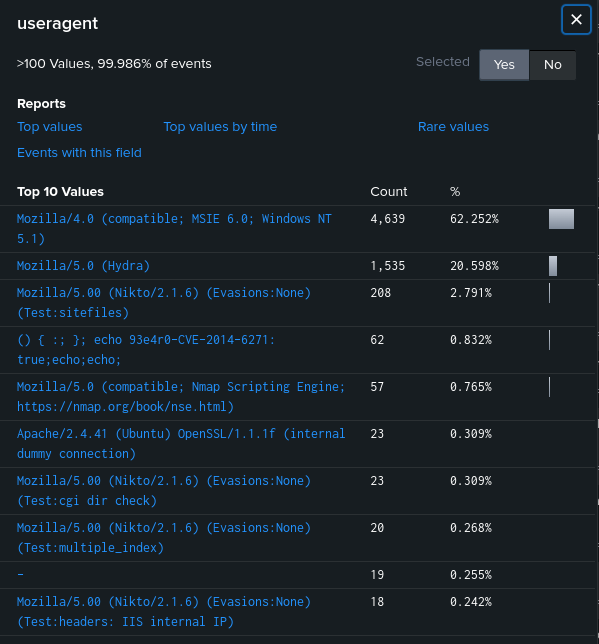 useragent
✕
>100 Values, 99.986% of events
Selected Yes No
Reports
Top values Top values by time Rare values
Events with this field
Top 10 Values Count %
Mozilla/4.0 (compatible; MSIE 6.0; Windows NT 4,639 62.252%
5.1)
Mozilla/5.0 (Hydra) 1,535 20.598%
Mozilla/5.00 (Nikto/2.1.6) (Evasions:None) 208 2.791%
(Test:sitefiles)
() { :; }; echo 93e4r0-CVE-2014-6271: 62 0.832%
true;echo;echo;
Mozilla/5.0 (compatible; Nmap Scripting Engine; 57 0.765%
https://nmap.org/book/nse.html)
Apache/2.4.41 (Ubuntu) OpenSSL/1.1.1f (internal 23 0.309%
dummy connection)
Mozilla/5.00 (Nikto/2.1.6) (Evasions:None) 23 0.309%
(Test:cgi dir check)
Mozilla/5.00 (Nikto/2.1.6) (Evasions:None) 20 0.268%
(Test:multiple_index)
- 19 0.255%
Mozilla/5.00 (Nikto/2.1.6) (Evasions:None) 18 0.242%
(Test:headers: IIS internal IP)